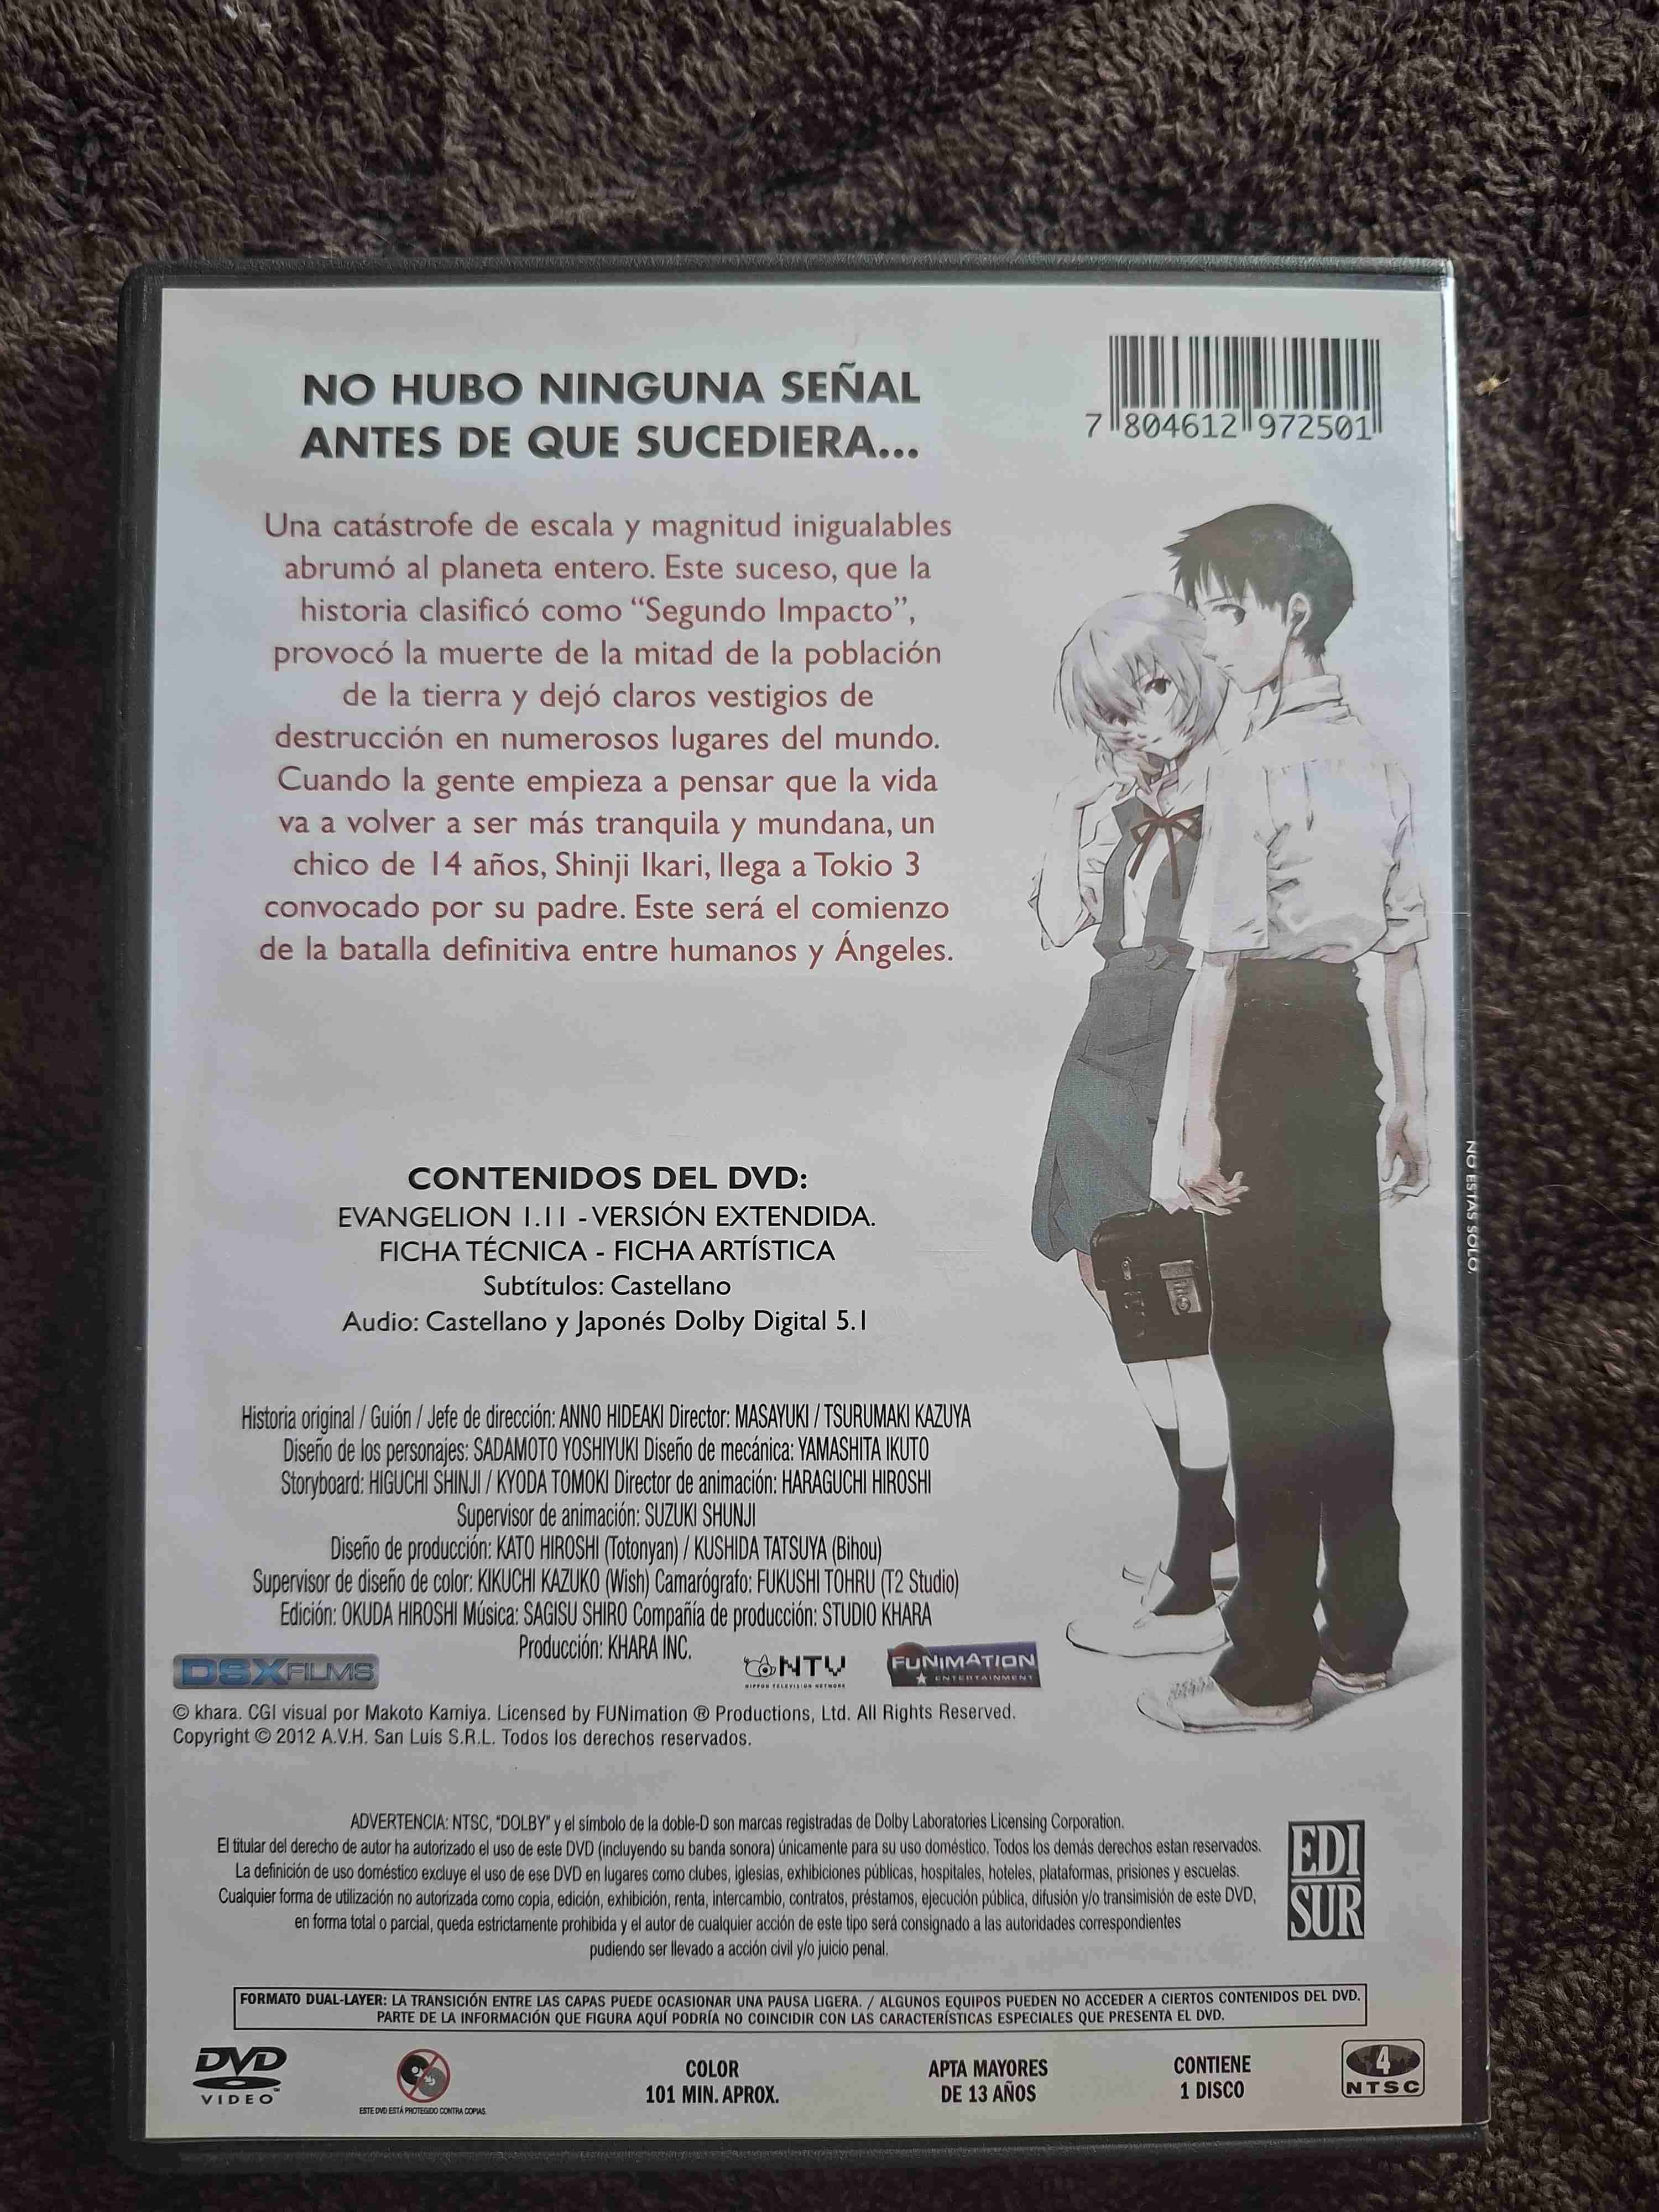 NO HUBO NINGUNA SEÑAL
ANTES DE QUE SUCEDIERA...
7 804612 972501
Una catástrofe de escala y magnitud inigualables
abrumó al planeta entero. Este suceso, que la
historia clasificó como “Segundo Impacto”,
provocó la muerte de la mitad de la población
de la tierra y dejó claros vestigios de
destrucción en numerosos lugares del mundo.
Cuando la gente empieza a pensar que la vida
va a volver a ser más tranquila y mundana, un
chico de 14 años, Shinji Ikari, llega a Tokio 3
convocado por su padre. Este será el comienzo
de la batalla definitiva entre humanos y Ángeles.
NO ESTAS SOLO.
CONTENIDOS DEL DVD:
EVANGELION 1.11 - VERSIÓN EXTENDIDA.
FICHA TÉCNICA - FICHA ARTÍSTICA
Subtítulos: Castellano
Audio: Castellano y Japonés Dolby Digital 5.1
Historia original / Guión / Jefe de dirección: ANNO HIDEAKI Director: MASAYUKI / TSURUMAKI KAZUYA
Diseño de los personajes: SADAMOTO YOSHIYUKI Diseño de mecánica: YAMASHITA IKUTO
Storyboard: HIGUCHI SHINJI / KYODA TOMOKI Director de animación: HARAGUCHI HIROSHI
Supervisor de animación: SUZUKI SHUNJI
Diseño de producción: KATO HIROSHI (Totonyan) / KUSHIDA TATSUYA (Bihou)
Supervisor de diseño de color: KIKUCHI KAZUKO (Wish) Camarógrafo: FUKUSHI TOHRU (T2 Studio)
Edición: OKUDA HIROSHI Música: SAGISU SHIRO Compañía de producción: STUDIO KHARA
Producción: KHARA INC.
DSX FILMS
NTV
NIPPON TELEVISION NETWORK
FUNIMATION
ENTERTAINMENT
© khara. CGI visual por Makoto Kamiya. Licensed by FUNimation ® Productions, Ltd. All Rights Reserved.
Copyright © 2012 A.V.H. San Luis S.R.L. Todos los derechos reservados.
ADVERTENCIA: NTSC, “DOLBY” y el símbolo de la doble-D son marcas registradas de Dolby Laboratories Licensing Corporation.
El titular del derecho de autor ha autorizado el uso de este DVD (incluyendo su banda sonora) únicamente para su uso doméstico. Todos los demás derechos estan reservados.
La definición de uso doméstico excluye el uso de ese DVD en lugares como clubes, iglesias, exhibiciones públicas, hospitales, hoteles, plataformas, prisiones y escuelas.
Cualquier forma de utilización no autorizada como copia, edición, exhibición, renta, intercambio, contratos, préstamos, ejecución pública, difusión y/o transimisión de este DVD,
en forma total o parcial, queda estrictamente prohibida y el autor de cualquier acción de este tipo será consignado a las autoridades correspondientes
pudiendo ser llevado a acción civil y/o juicio penal.
EDI
SUR
FORMATO DUAL-LAYER: LA TRANSICIÓN ENTRE LAS CAPAS PUEDE OCASIONAR UNA PAUSA LIGERA. / ALGUNOS EQUIPOS PUEDEN NO ACCEDER A CIERTOS CONTENIDOS DEL DVD.
PARTE DE LA INFORMACIÓN QUE FIGURA AQUÍ PODRÍA NO COINCIDIR CON LAS CARACTERÍSTICAS ESPECIALES QUE PRESENTA EL DVD.
DVD
VIDEO
ESTE DVD ESTÁ PROTEGIDO CONTRA COPIAS.
COLOR
101 MIN. APROX.
APTA MAYORES
DE 13 AÑOS
CONTIENE
1 DISCO
4
NTSC